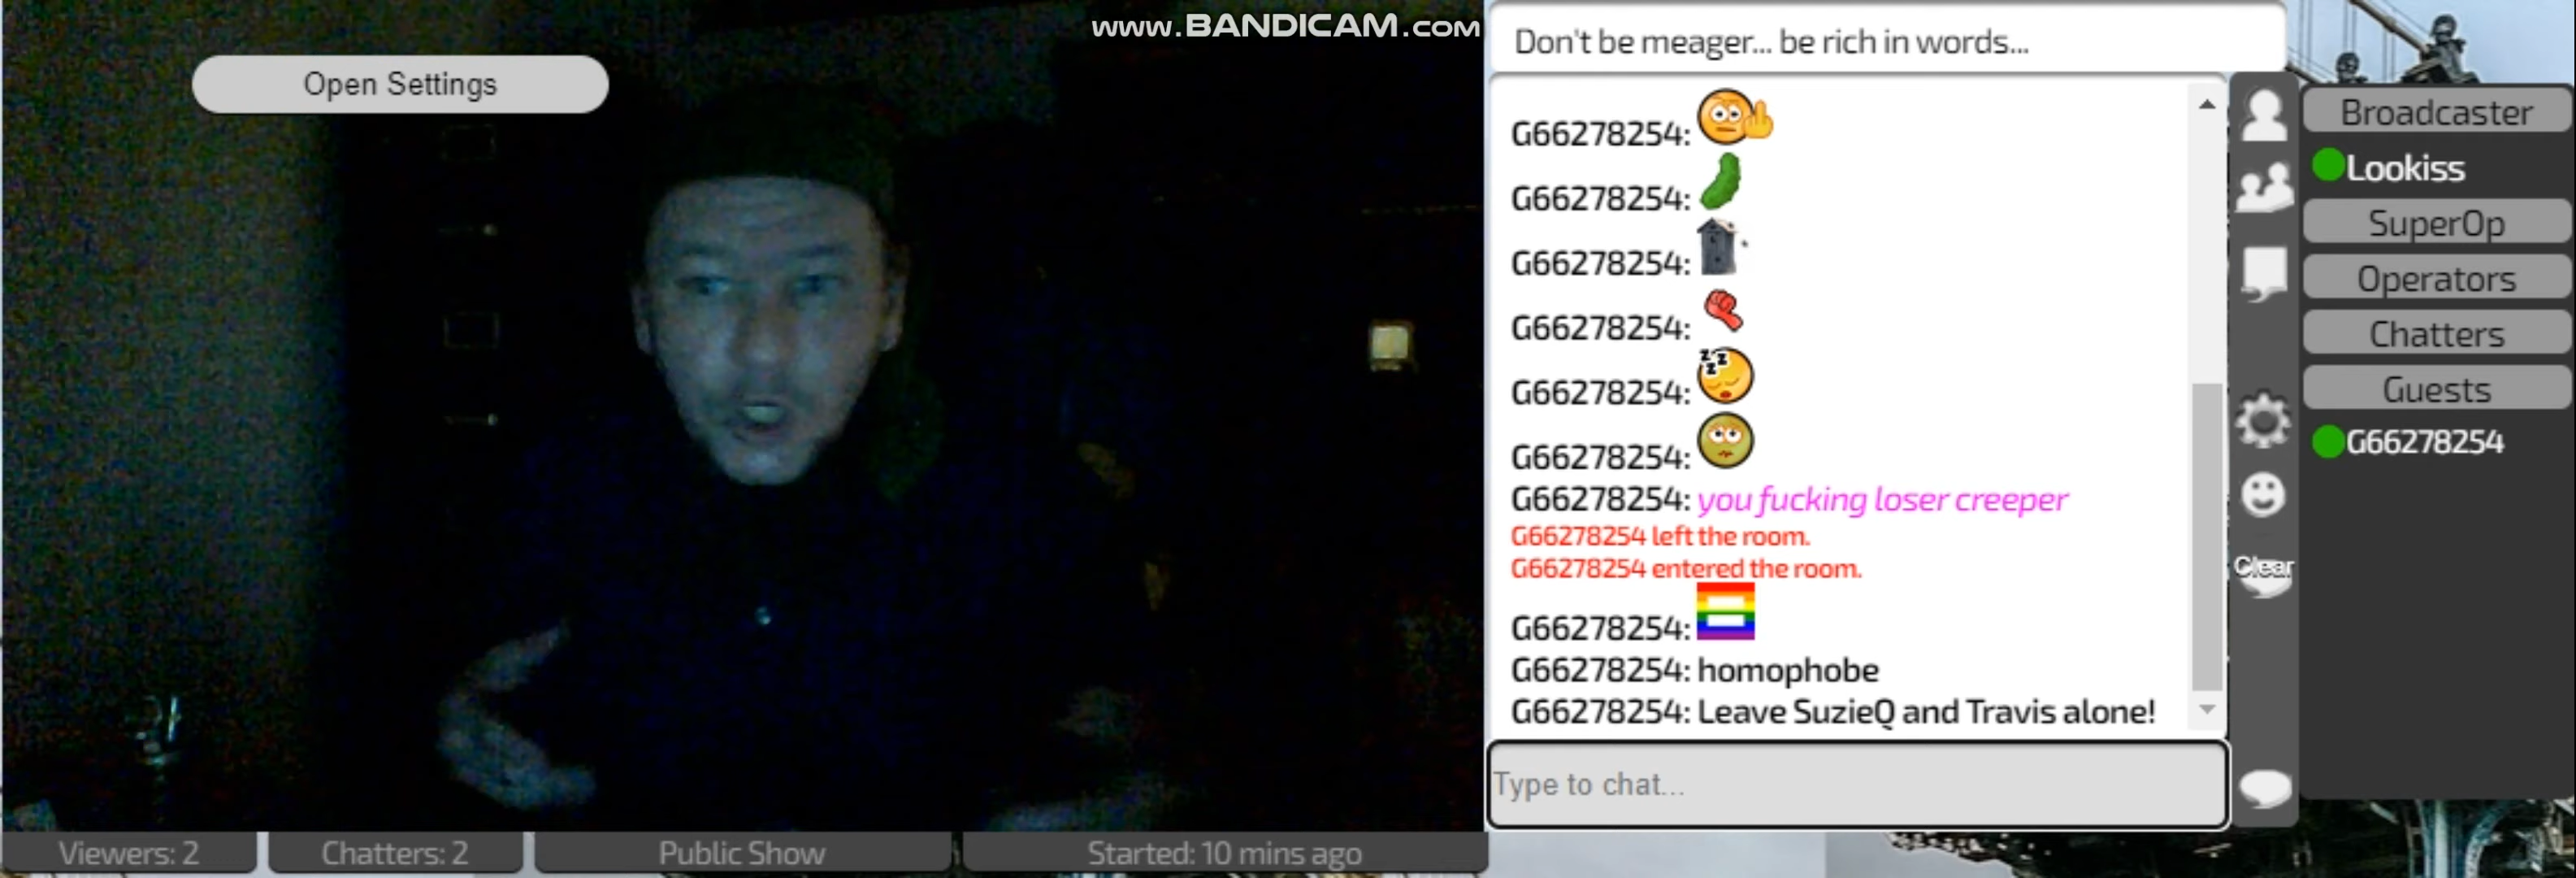 www.BANDICAM.com
Open Settings
Don't be meager... be rich in words...
G66278254:
G66278254:
G66278254:
G66278254:
G66278254: zzz
G66278254:
G66278254: you fucking loser creeper
G66278254 left the room.
G66278254 entered the room.
G66278254:
G66278254: homophobe
G66278254: Leave SuzieQ and Travis alone!
Type to chat...
Clear
Broadcaster
Lookiss
SuperOp
Operators
Chatters
Guests
G66278254
Viewers: 2
Chatters: 2
Public Show
Started: 10 mins ago